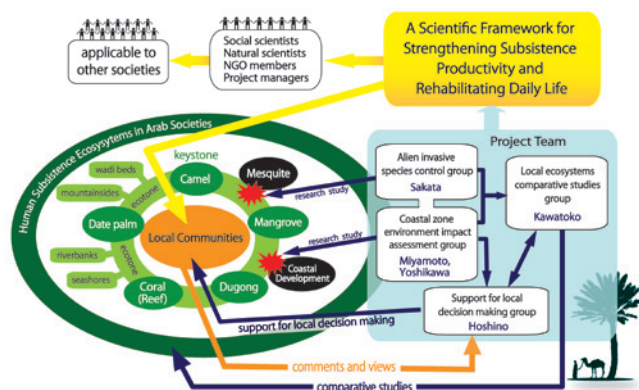 applicable to
other societies
Social scientists
Natural scientists
NGO members
Project managers
A Scientific Framework for
Strengthening Subsistence
Productivity and
Rehabilitating Daily Life
Human Subsistence Ecosysytems in Arab Societies
keystone
wadi beds
mountainsides
ecotone
Camel
Mesquite
Date palm
Local Communities
Mangrove
riverbanks
seashores
ecotone
Coral
(Reef)
Dugong
Coastal
Development
research study
research study
Project Team
Alien invasive
species control group
Sakata
Local ecosystems
comparative studies
group
Kawatoko
Coastal zone
environment impact
assessment group
Miyamoto,
Yoshikawa
Support for local
decision making group
Hoshino
support for local decision making
comments and views
comparative studies